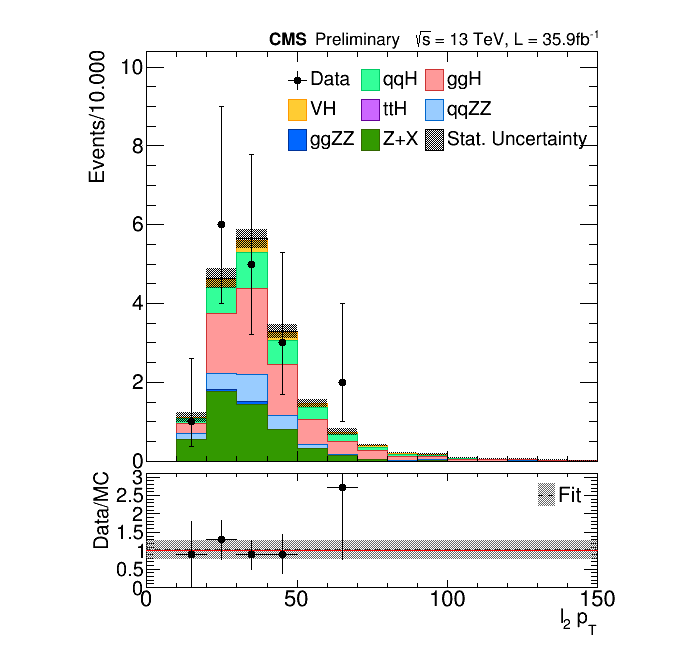 CMS Preliminary √s = 13 TeV, L = 35.9fb⁻¹
Events/10.000
10
8
6
4
2
0
Data qqH ggH
VH ttH qqZZ
ggZZ Z+X Stat. Uncertainty
Data/MC
3
2.5
2
1.5
1
0.5
0
Fit
0 50 100 150
l₂ p_T